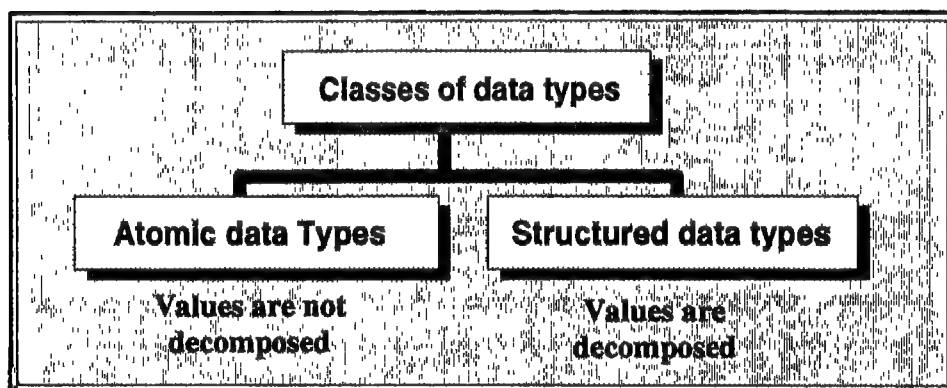 Classes of data types
Atomic data Types
Structured data types
Values are not
decomposed
Values are
decomposed